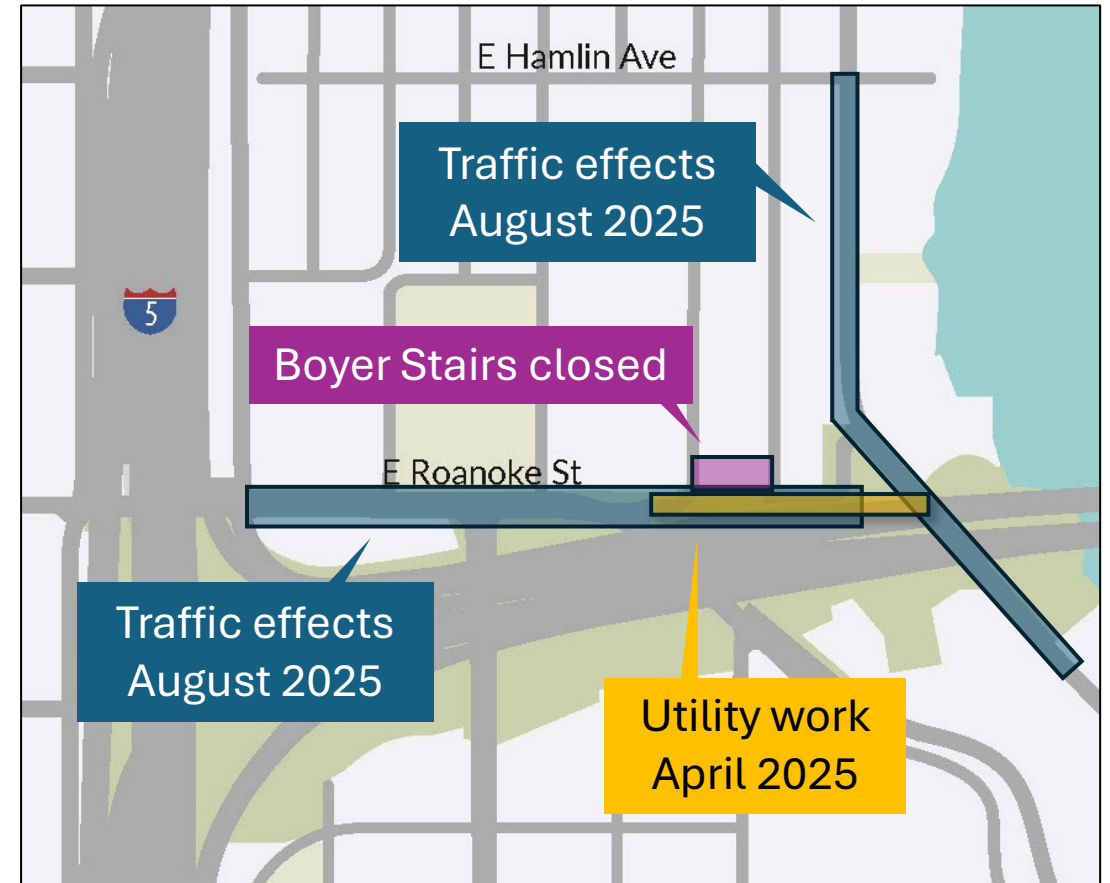 E Hamlin Ave
Traffic effects
August 2025
5
Boyer Stairs closed
E Roanoke St
Traffic effects
August 2025
Utility work
April 2025